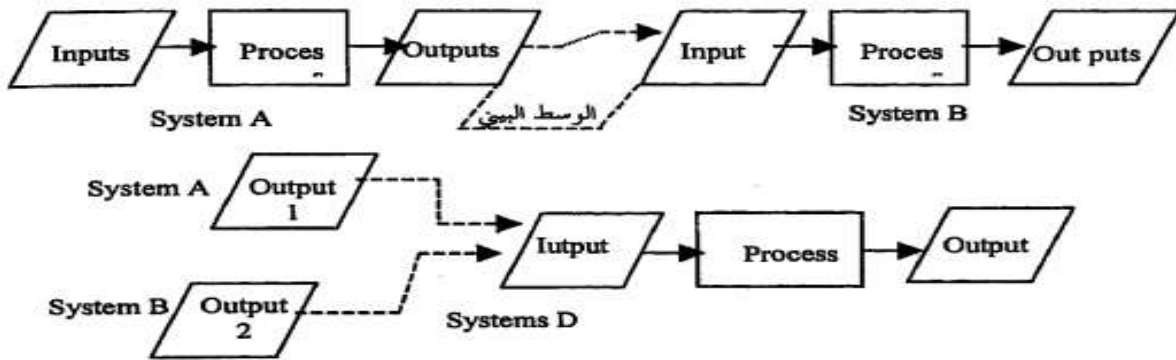 Inputs
Proces
Outputs
Input
Proces
Out puts
System A
الوسط البيني
System B
System A
Output
1
Iutput
Process
Output
System B
Output
2
Systems D